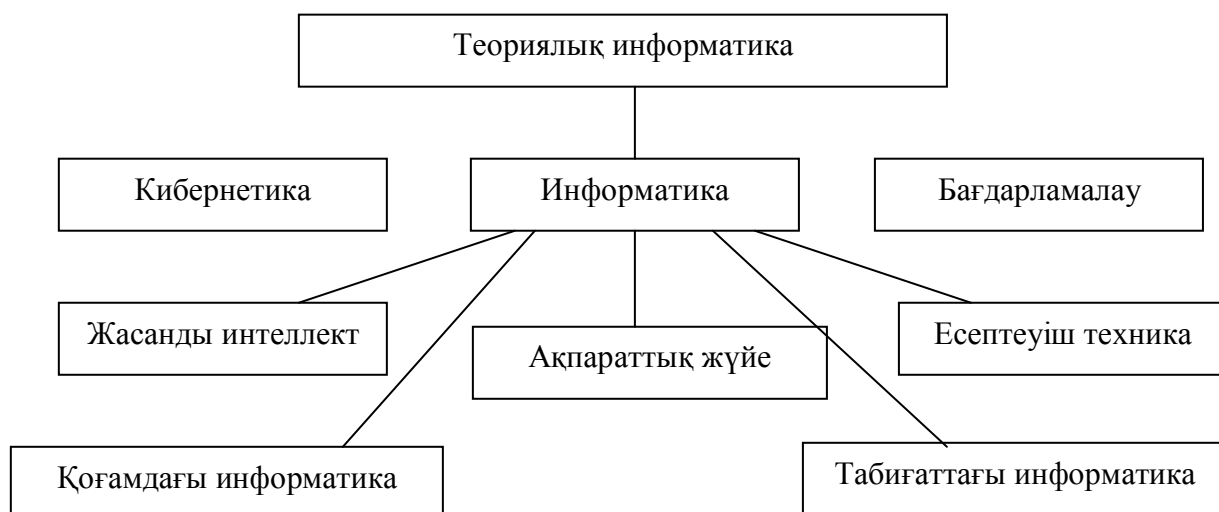 Теориялық информатика
Кибернетика
Информатика
Бағдарламалау
Жасанды интеллект
Ақпараттық жүйе
Есептеуіш техника
Қоғамдағы информатика
Табиғаттағы информатика